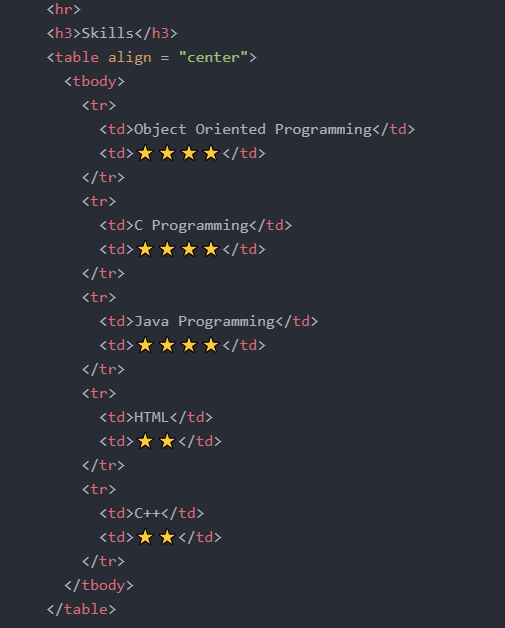 <hr>
<h3>Skills</h3>
<table align = "center">
<tbody>
<tr>
<td>Object Oriented Programming</td>
<td>⭐⭐⭐⭐</td>
</tr>
<tr>
<td>C Programming</td>
<td>⭐⭐⭐⭐</td>
</tr>
<tr>
<td>Java Programming</td>
<td>⭐⭐⭐⭐</td>
</tr>
<tr>
<td>HTML</td>
<td>⭐⭐</td>
</tr>
<tr>
<td>C++</td>
<td>⭐⭐</td>
</tr>
</tbody>
</table>